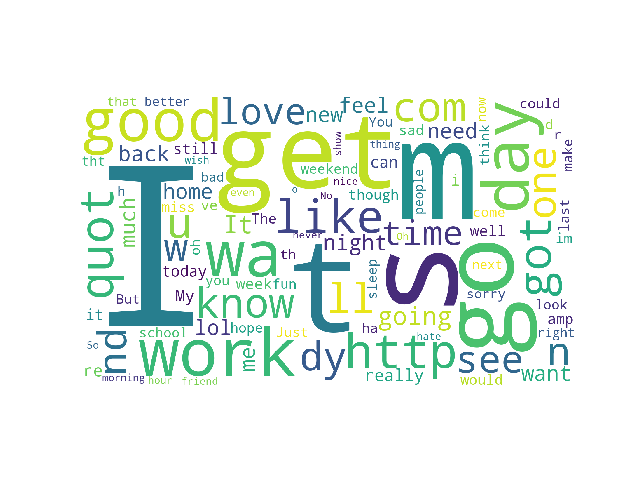 that better
good
love
new
feel
com
You
sad
need
now
think
could
d
r
make
tht
back
still
wish
bad
get
weekend
nice
show
thing
can
No
m
i
people
day
one
quot
much
h
I
home
miss
ve
even
o
though
u
It
The
like
time
well
come
got
last
im
W
oh
wa
t
never
on
night
s
go
today
you
week
fun
th
sleep
next
sorry
look
it
But
My
know
ll
going
ha
hate
amp
right
nd
So
school
lol
hope
Just
me
work
dy
http
see
n
re
morning
hour
friend
really
would
want